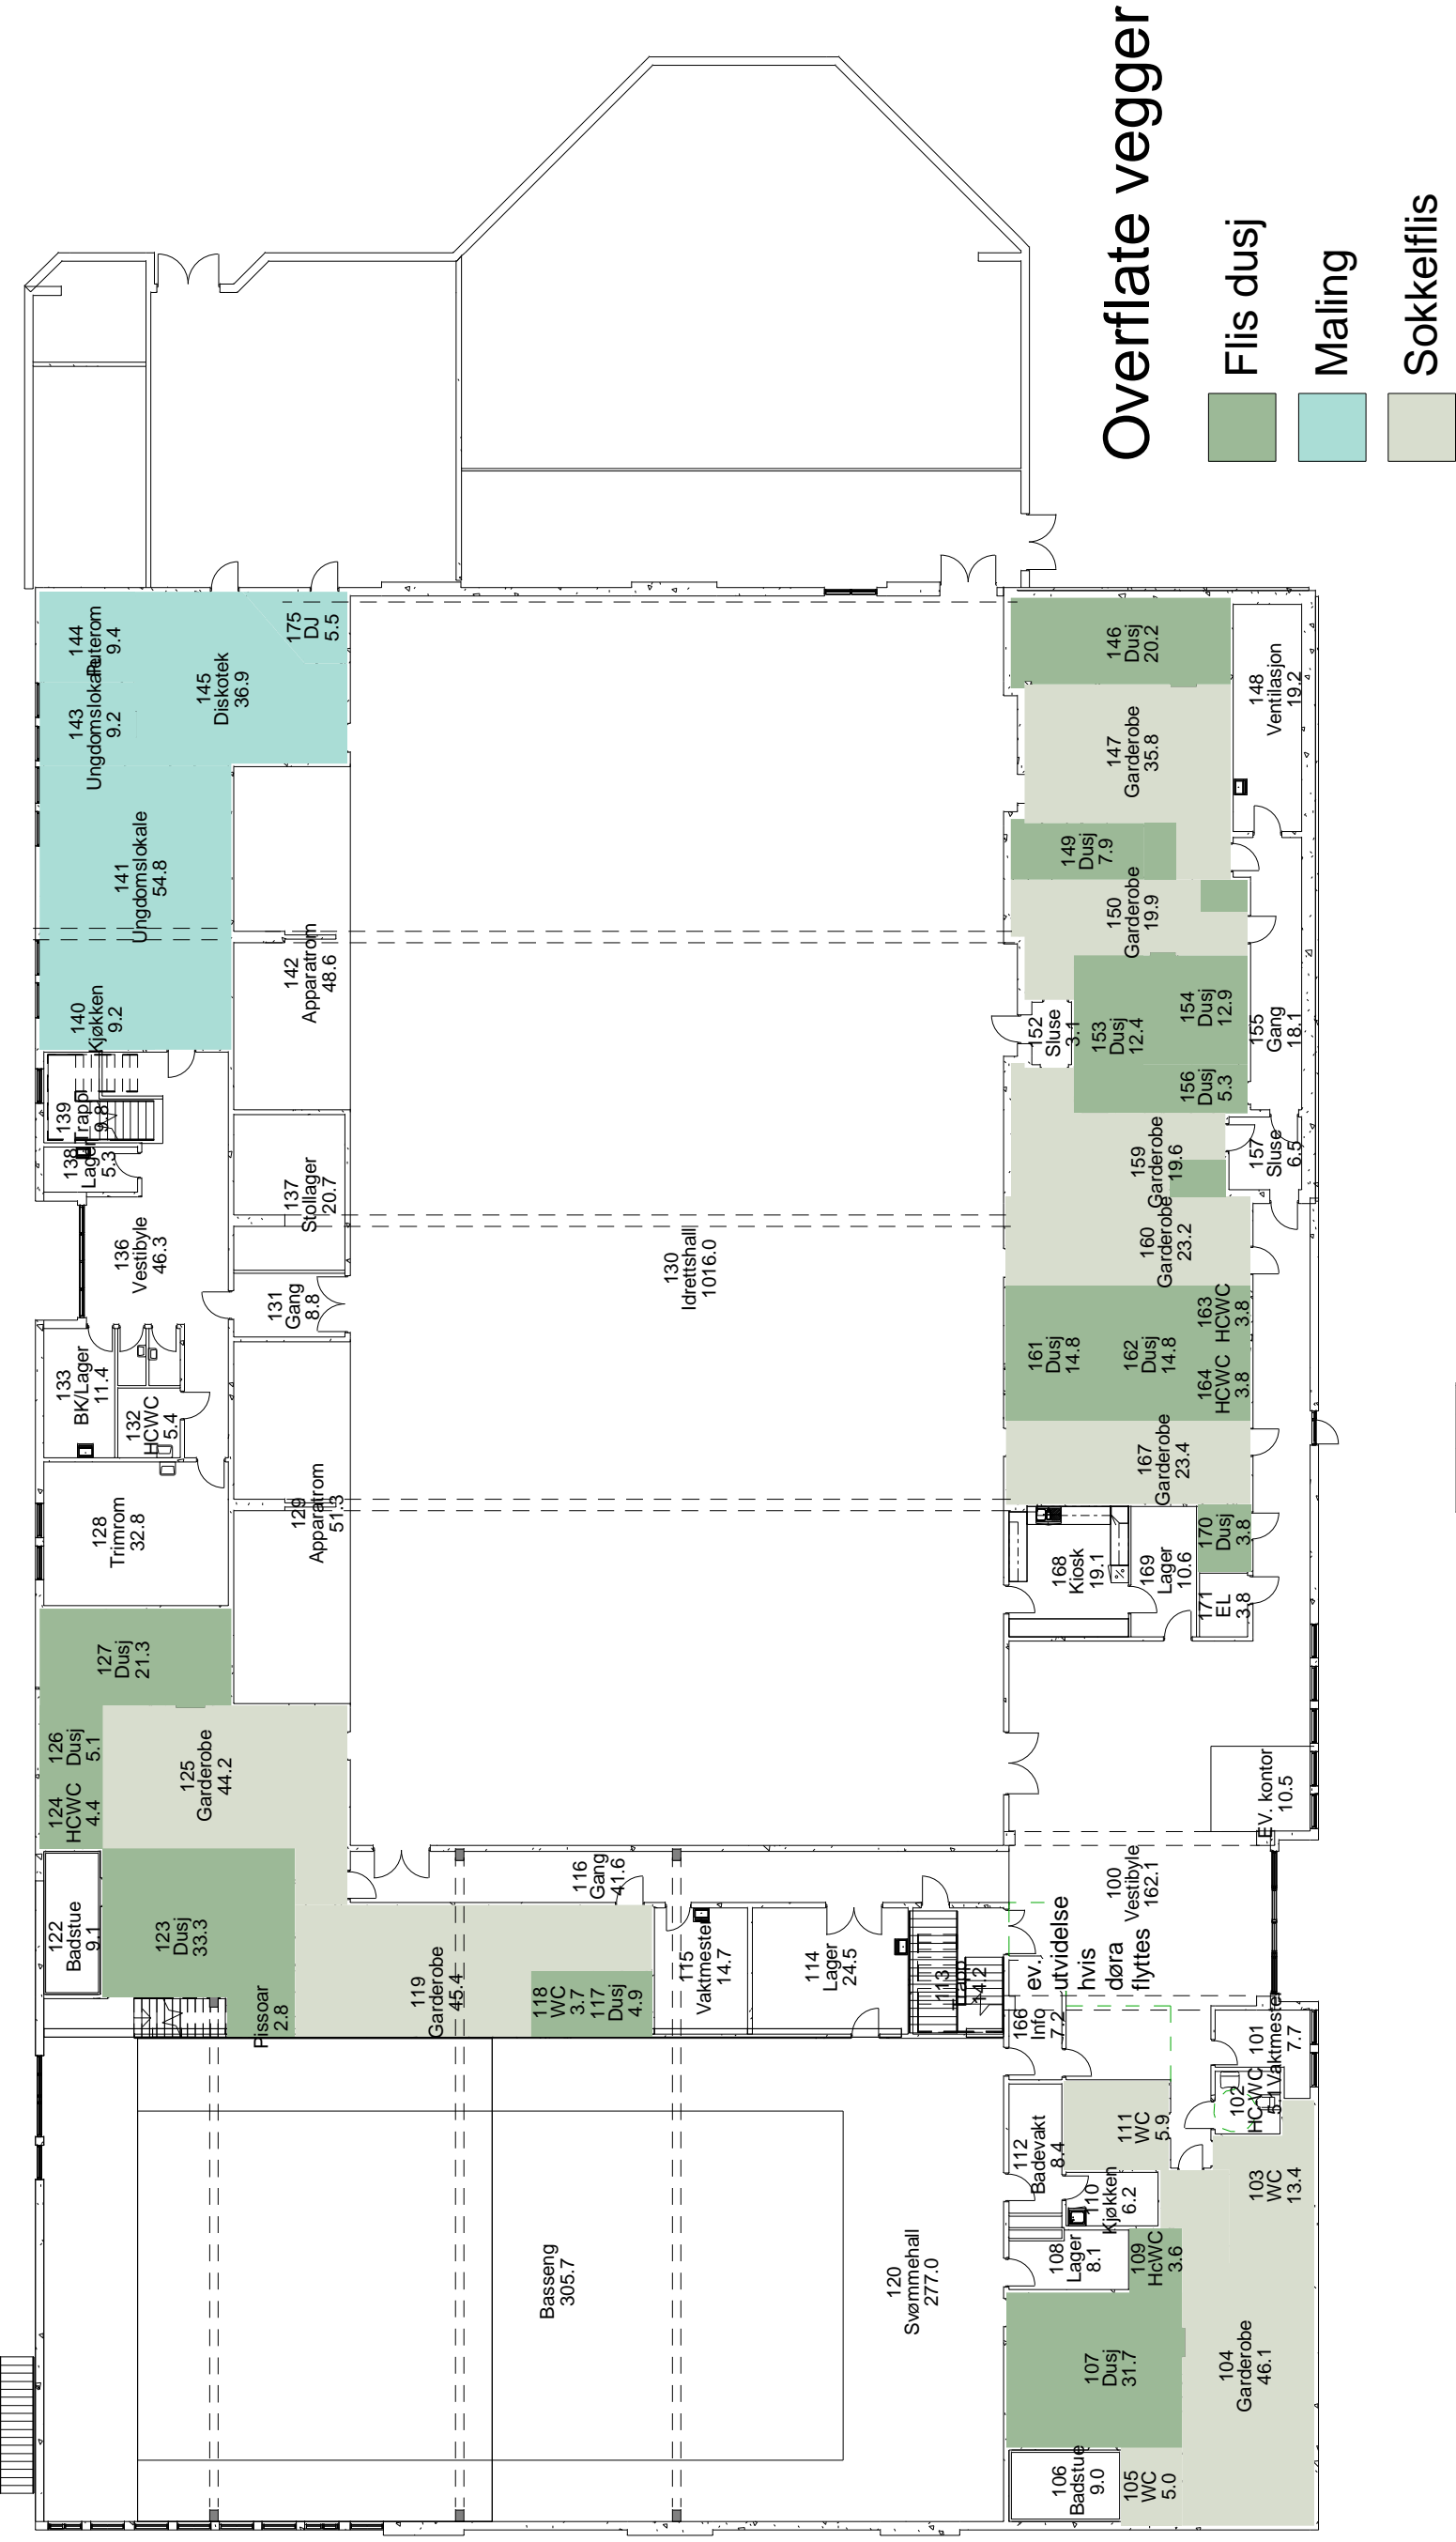 Overflate vegger
Flis dusj
Maling
Sokkelflis
144
Puterom
9.4
143
Ungdomslokale
9.2
175
DJ
5.5
145
Diskotek
36.9
141
Ungdomslokale
54.8
140
Kjøkken
9.2
142
Apparatrom
48.6
139
Trapp
9.8
138
Lager
5.3
137
Stollager
20.7
136
Vestibyle
46.3
131
Gang
8.8
133
BK/Lager
11.4
132
HCWC
5.4
128
Trimrom
32.8
129
Apparatrom
51.3
130
Idrettshall
1016.0
127
Dusj
21.3
126
Dusj
5.1
124
HCWC
4.4
125
Garderobe
44.2
122
Badstue
9.1
123
Dusj
33.3
Pissoar
2.8
119
Garderobe
45.4
118
WC
3.7
117
Dusj
4.9
116
Gang
41.6
115
Vaktmester
14.7
114
Lager
24.5
113
Trapp
14.2
Basseng
305.7
120
Svømmehall
277.0
146
Dusj
20.2
147
Garderobe
35.8
148
Ventilasjon
19.2
149
Dusj
7.9
150
Garderobe
19.9
152
Sluse
3.1
153
Dusj
12.4
154
Dusj
12.9
155
Gang
18.1
156
Dusj
5.3
157
Sluse
6.5
159
Garderobe
19.6
160
Garderobe
23.2
161
Dusj
14.8
162
Dusj
14.8
163
HCWC
3.8
164
HCWC
3.8
167
Garderobe
23.4
168
Kiosk
19.1
169
Lager
10.6
170
Dusj
3.8
171
EL
3.8
EV. kontor
10.5
100
Vestibyle
162.1
ev.
utvidelse
hvis
døra
flyttes
166
Info
7.2
101
Vaktmester
7.7
102
HC WC
5.1
103
WC
13.4
111
WC
5.9
112
Badevakt
8.4
110
Kjøkken
6.2
108
Lager
8.1
109
HcWC
3.6
107
Dusj
31.7
104
Garderobe
46.1
106
Badstue
9.0
105
WC
5.0